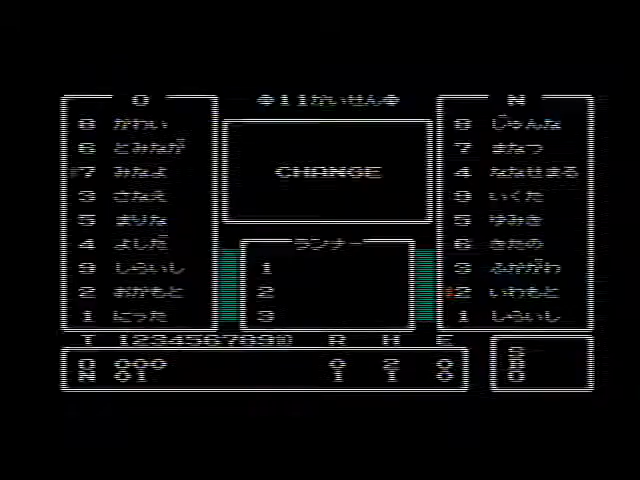 O
8 かわい
6 とみなが
7 みなよ
3 さなえ
5 まりな
4 よしだ
9 しらいし
2 おかもと
1 にった
◆11かいせん◆
CHANGE
ランナー
1
2
3
N
8 じゅんな
7 まなつ
4 ななせまる
9 いくた
5 ゆみき
6 きたの
3 ふかがわ
2 いわもと
1 しらいし
T 12345678910 R H E
O 000 0 2 0
N 01 1 1 0
S
B
O